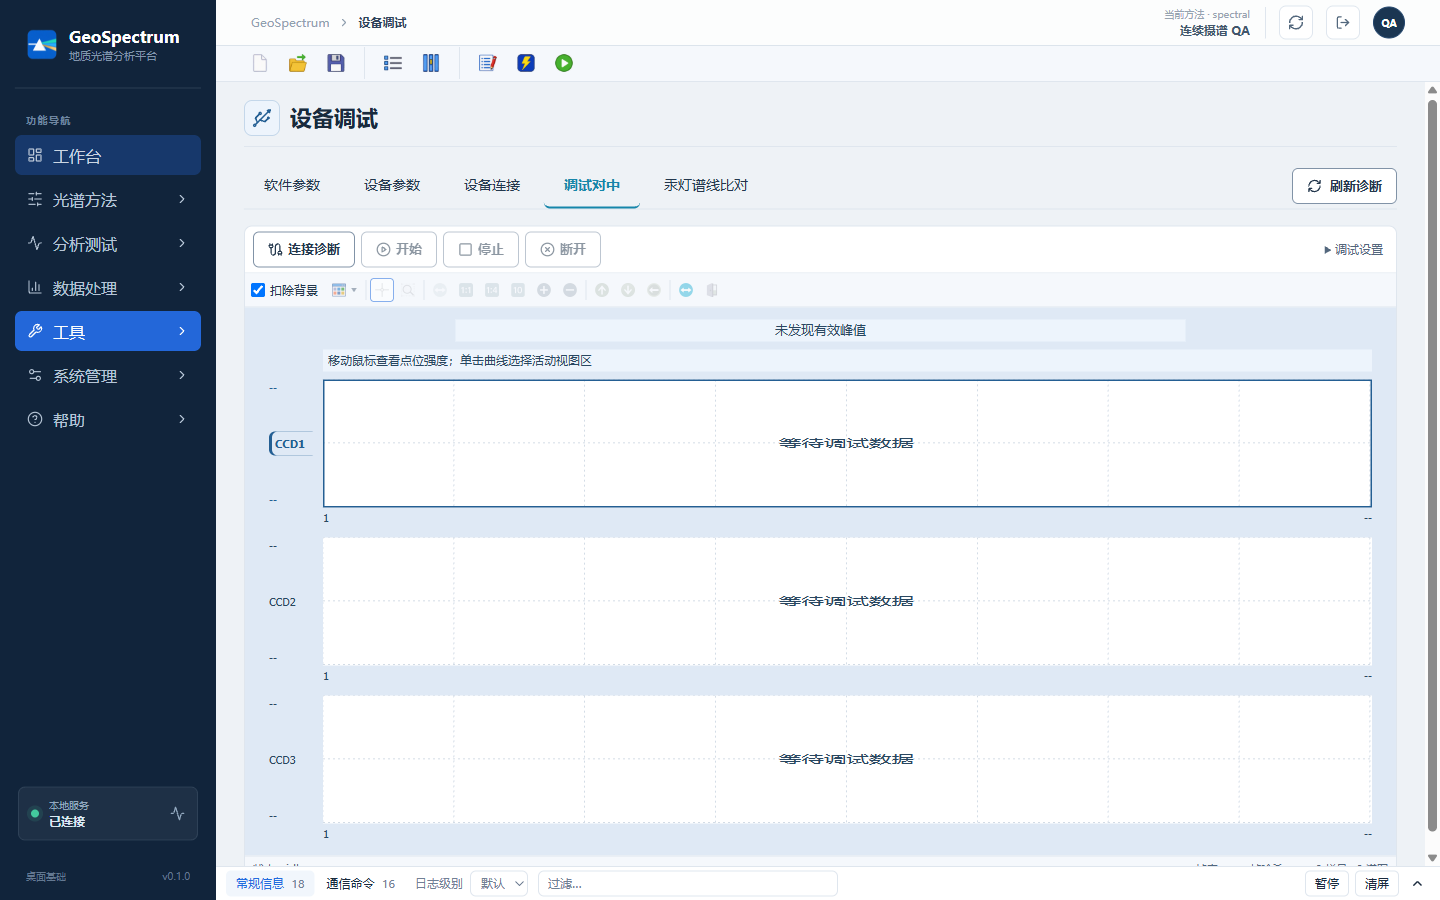 GeoSpectrum
地质光谱分析平台
功能导航
工作台
光谱方法
分析测试
数据处理
工具
系统管理
帮助
本地服务
已连接
桌面基础 v0.1.0
GeoSpectrum 设备调试
当前方法 · spectral
连续摄谱 QA
QA
设备调试
软件参数 设备参数 设备连接 调试对中 汞灯谱线比对
刷新诊断
连接诊断 开始 停止 断开
调试设置
扣除背景
未发现有效峰值
移动鼠标查看点位强度；单击曲线选择活动视图区
--
CCD1
等待调试数据
--
1 --
--
CCD2
等待调试数据
--
1 --
--
CCD3
等待调试数据
--
1 --
常规信息 18 通信命令 16 日志级别 默认 过滤... 暂停 清屏